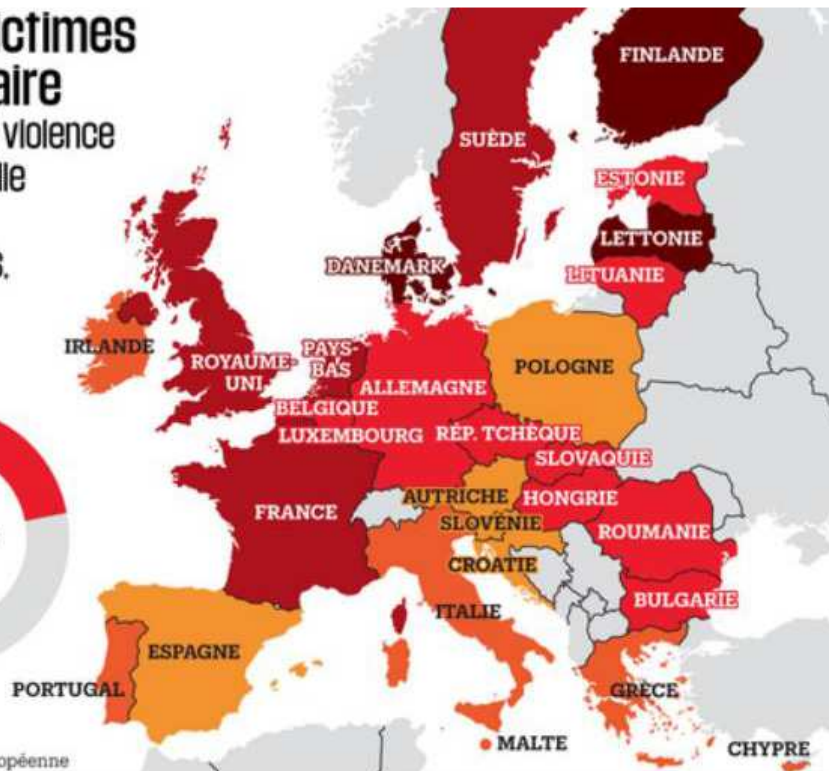 ictimes
aire
violence
lle
s.
FINLANDE
SUÈDE
ESTONIE
LETTONIE
DANEMARK
LITUANIE
IRLANDE
ROYAUME-
UNI
PAYS-
BAS
POLOGNE
ALLEMAGNE
BELGIQUE
LUXEMBOURG
RÉP. TCHÈQUE
SLOVAQUIE
AUTRICHE
HONGRIE
FRANCE
SLOVÉNIE
ROUMANIE
CROATIE
BULGARIE
ITALIE
ESPAGNE
PORTUGAL
GRÈCE
MALTE
CHYPRE
opéenne